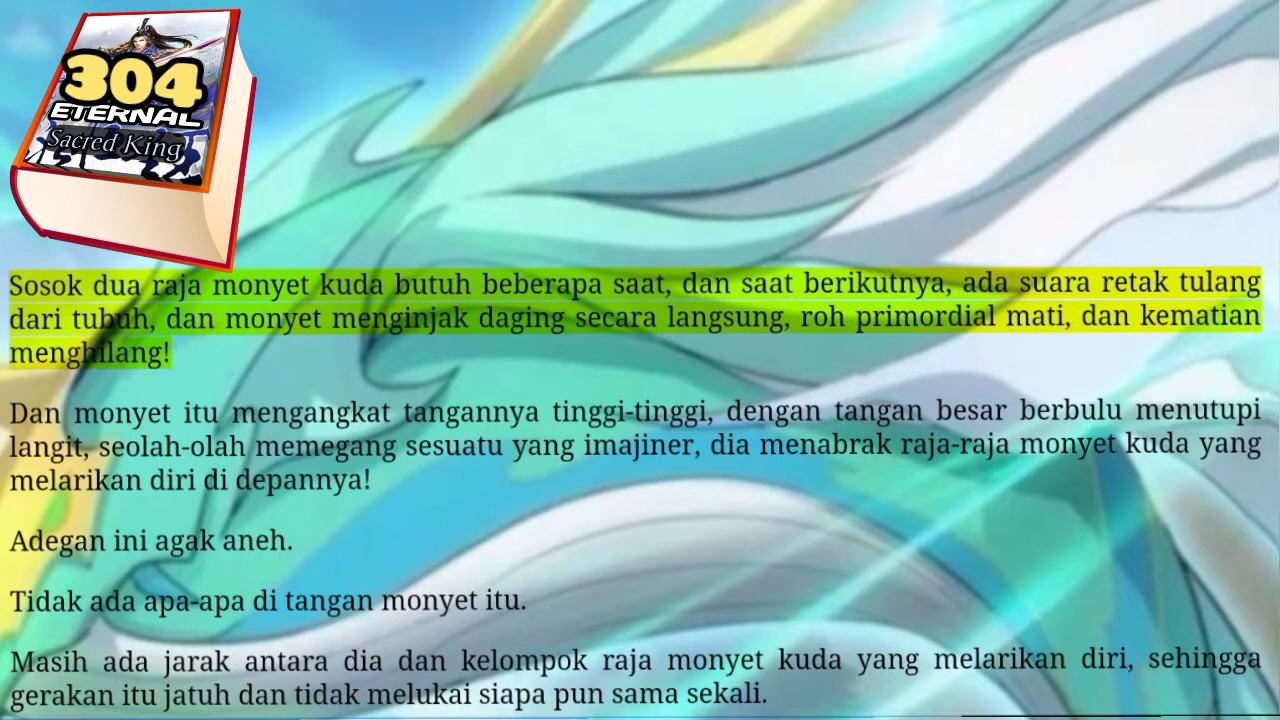 304
ETERNAL
Sacred King
Sosok dua raja monyet kuda butuh beberapa saat, dan saat berikutnya, ada suara retak tulang
dari tubuh, dan monyet menginjak daging secara langsung, roh primordial mati, dan kematian
menghilang!
Dan monyet itu mengangkat tangannya tinggi-tinggi, dengan tangan besar berbulu menutupi
langit, seolah-olah memegang sesuatu yang imajiner, dia menabrak raja-raja monyet kuda yang
melarikan diri di depannya!
Adegan ini agak aneh.
Tidak ada apa-apa di tangan monyet itu.
Masih ada jarak antara dia dan kelompok raja monyet kuda yang melarikan diri, sehingga
gerakan itu jatuh dan tidak melukai siapa pun sama sekali.